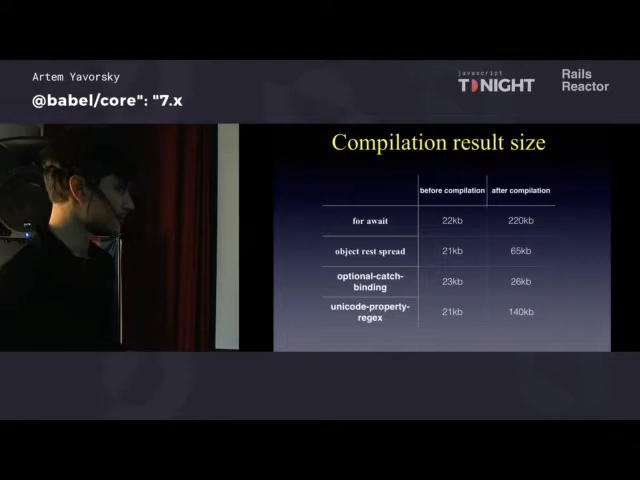 Artem Yavorsky
@babel/core": "7.x
javascript
TONIGHT
Rails
Reactor
Compilation result size
before compilation after compilation
for await 22kb 220kb
object rest spread 21kb 65kb
optional-catch-
binding 23kb 26kb
unicode-property-
regex 21kb 140kb